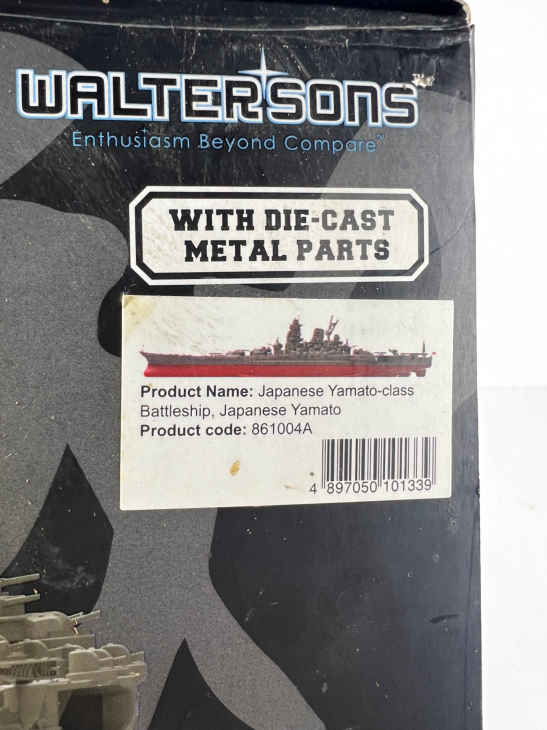 WALTERSONS
Enthusiasm Beyond Compare™
WITH DIE-CAST
METAL PARTS
Product Name: Japanese Yamato-class
Battleship, Japanese Yamato
Product code: 861004A
4 897050 101339